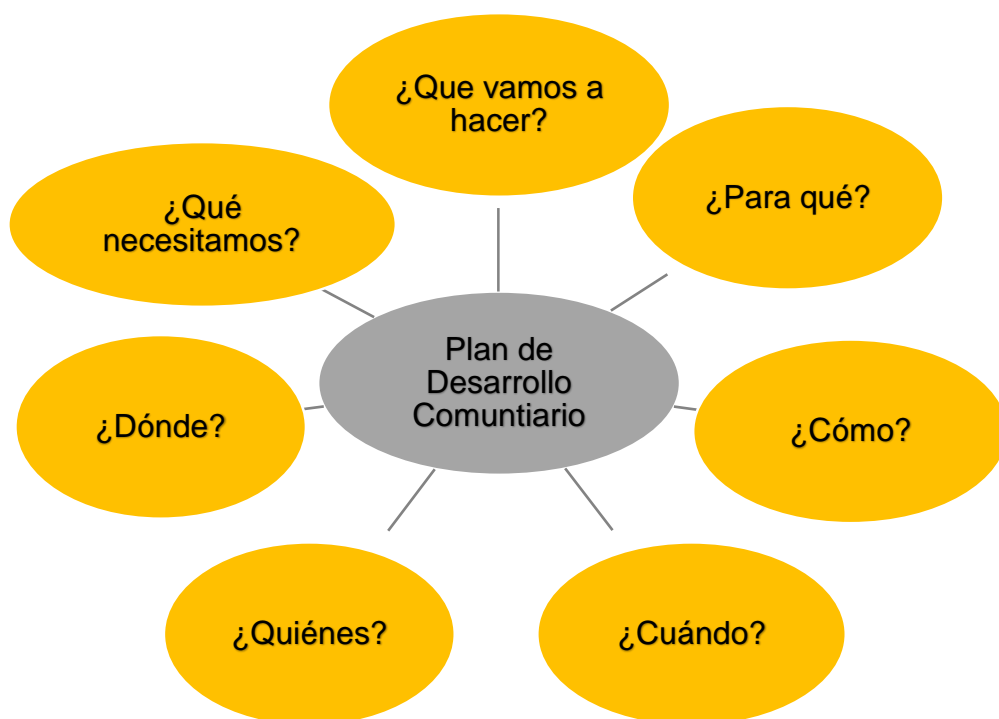 ¿Que vamos a
hacer?
¿Para qué?
¿Qué
necesitamos?
Plan de
Desarrollo
Comuntiario
¿Dónde?
¿Cómo?
¿Quiénes?
¿Cuándo?